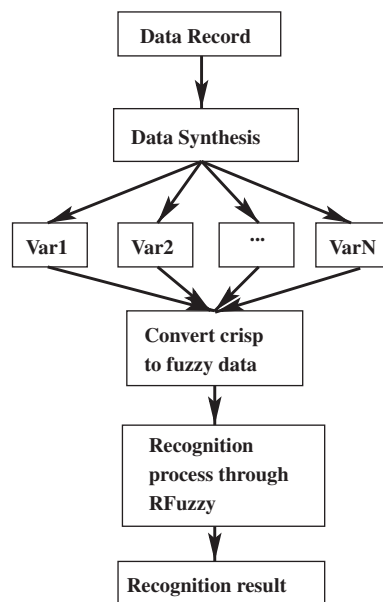 Data Record
Data Synthesis
Var1 Var2 ... VarN
Convert crisp
to fuzzy data
Recognition
process through
RFuzzy
Recognition result